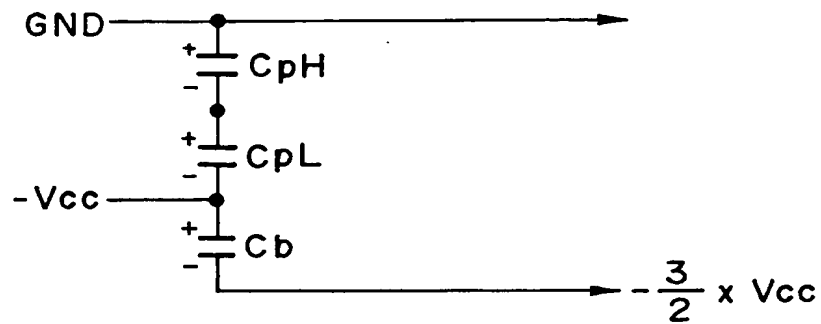 GND
+
CpH
-
+
CpL
-
-Vcc
+
Cb
-
- 3/2 x Vcc